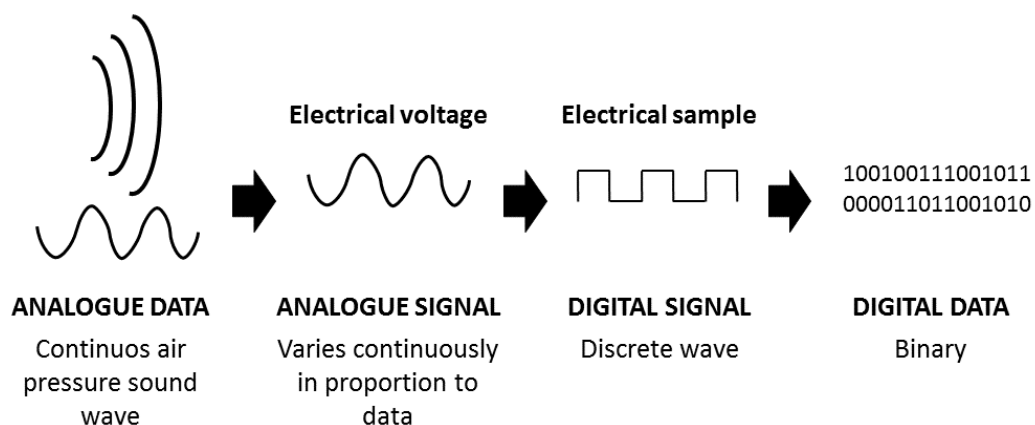 Electrical voltage
Electrical sample
100100111001011
000011011001010
ANALOGUE DATA
Continuos air
pressure sound
wave
ANALOGUE SIGNAL
Varies continuously
in proportion to
data
DIGITAL SIGNAL
Discrete wave
DIGITAL DATA
Binary